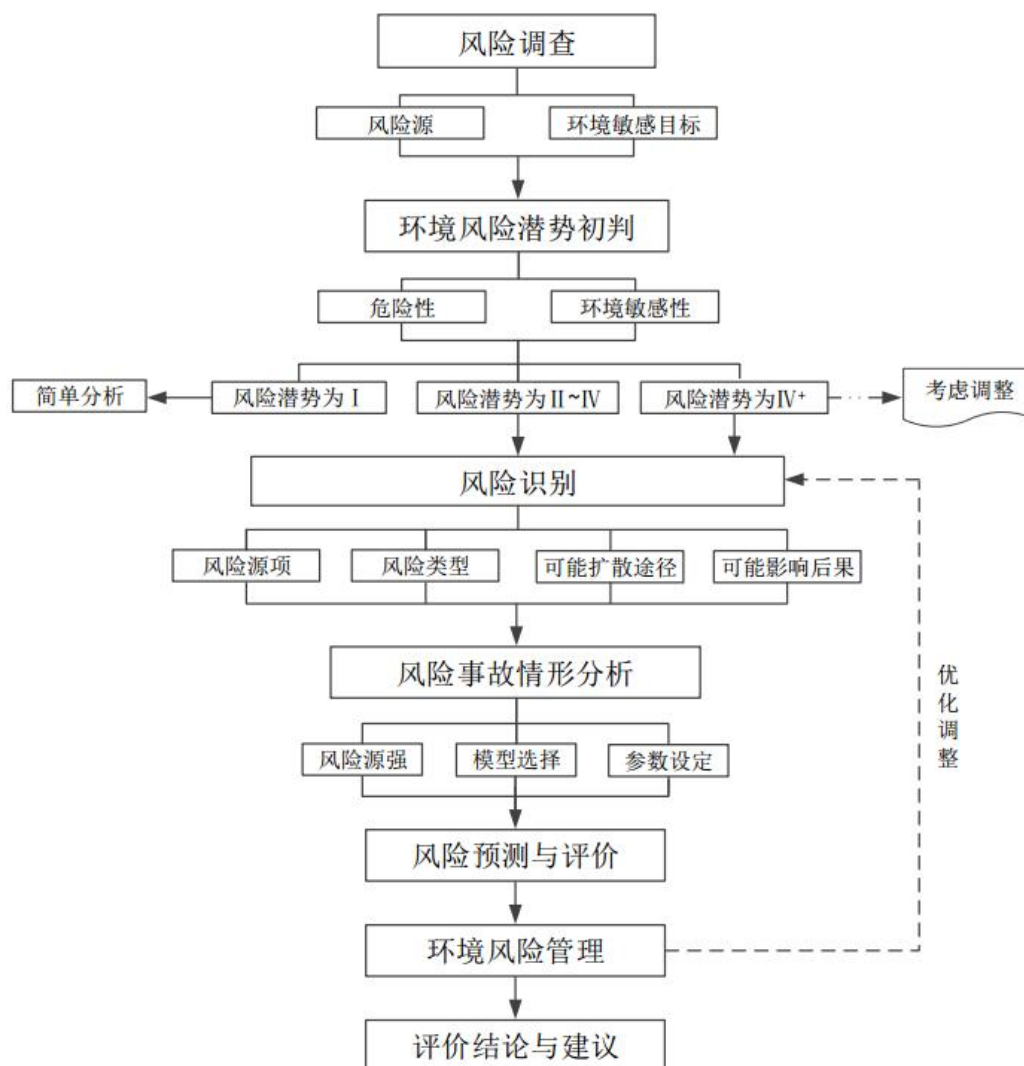 风险调查
风险源
环境敏感目标
环境风险潜势初判
危险性
环境敏感性
简单分析
风险潜势为Ⅰ
风险潜势为Ⅱ~Ⅳ
风险潜势为Ⅳ⁺
考虑调整
风险识别
风险源项
风险类型
可能扩散途径
可能影响后果
风险事故情形分析
优化调整
风险源强
模型选择
参数设定
风险预测与评价
环境风险管理
评价结论与建议